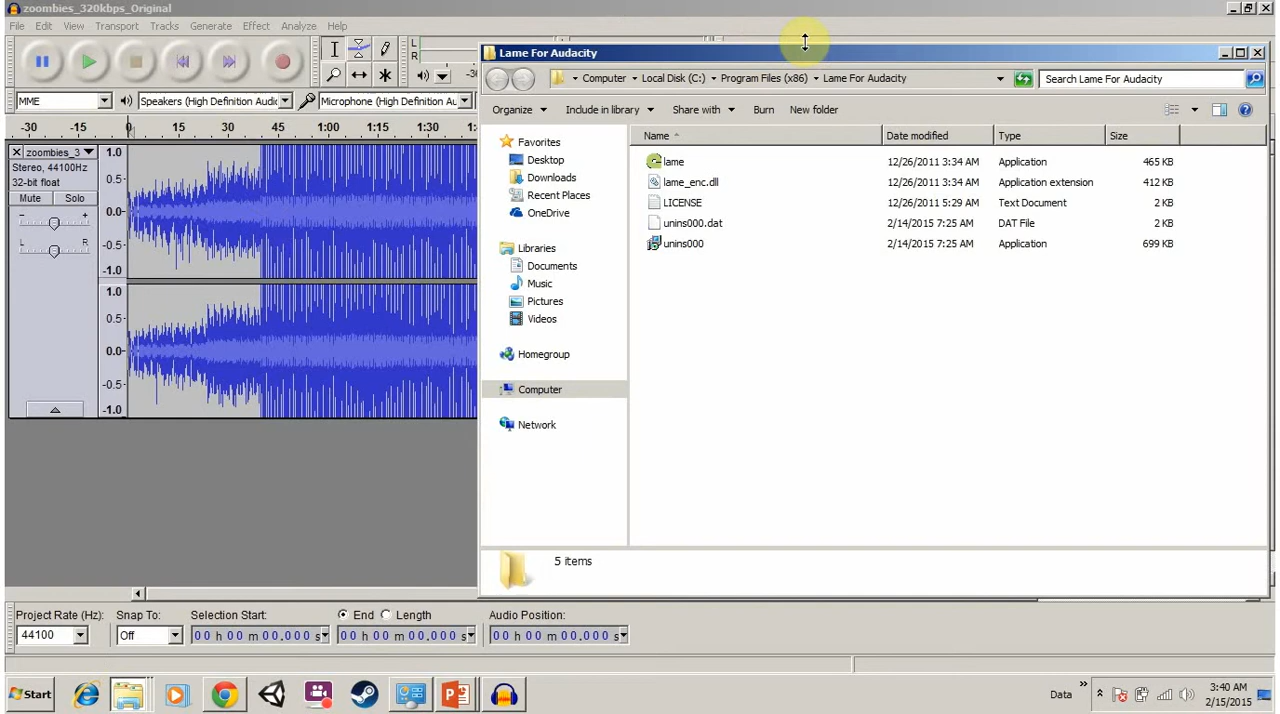 zoombies_320kbps_Original
File Edit View Transport Tracks Generate Effect Analyze Help
L
R
Lame For Audacity
Computer Local Disk (C:) Program Files (x86) Lame For Audacity
Search Lame For Audacity
MME Speakers (High Definition Audi Microphone (High Definition Au
Organize Include in library Share with Burn New folder
-30 -15 0 15 30 45 1:00 1:15 1:30
Name Date modified Type Size
zoombies_3
Stereo, 44100Hz
32-bit float
Mute Solo
- +
L R
1.0
0.5
0.0
-0.5
-1.0
1.0
0.5
0.0
-0.5
-1.0
Favorites
Desktop
Downloads
Recent Places
OneDrive
Libraries
Documents
Music
Pictures
Videos
Homegroup
Computer
Network
lame 12/26/2011 3:34 AM Application 465 KB
lame_enc.dll 12/26/2011 3:34 AM Application extension 412 KB
LICENSE 12/26/2011 5:29 AM Text Document 2 KB
unins000.dat 2/14/2015 7:25 AM DAT File 2 KB
unins000 2/14/2015 7:25 AM Application 699 KB
5 items
Project Rate (Hz): Snap To: Selection Start: End Length Audio Position:
44100 Off 00 h 00 m 00.000 s 00 h 00 m 00.000 s 00 h 00 m 00.000 s
Start
Data
3:40 AM
2/15/2015